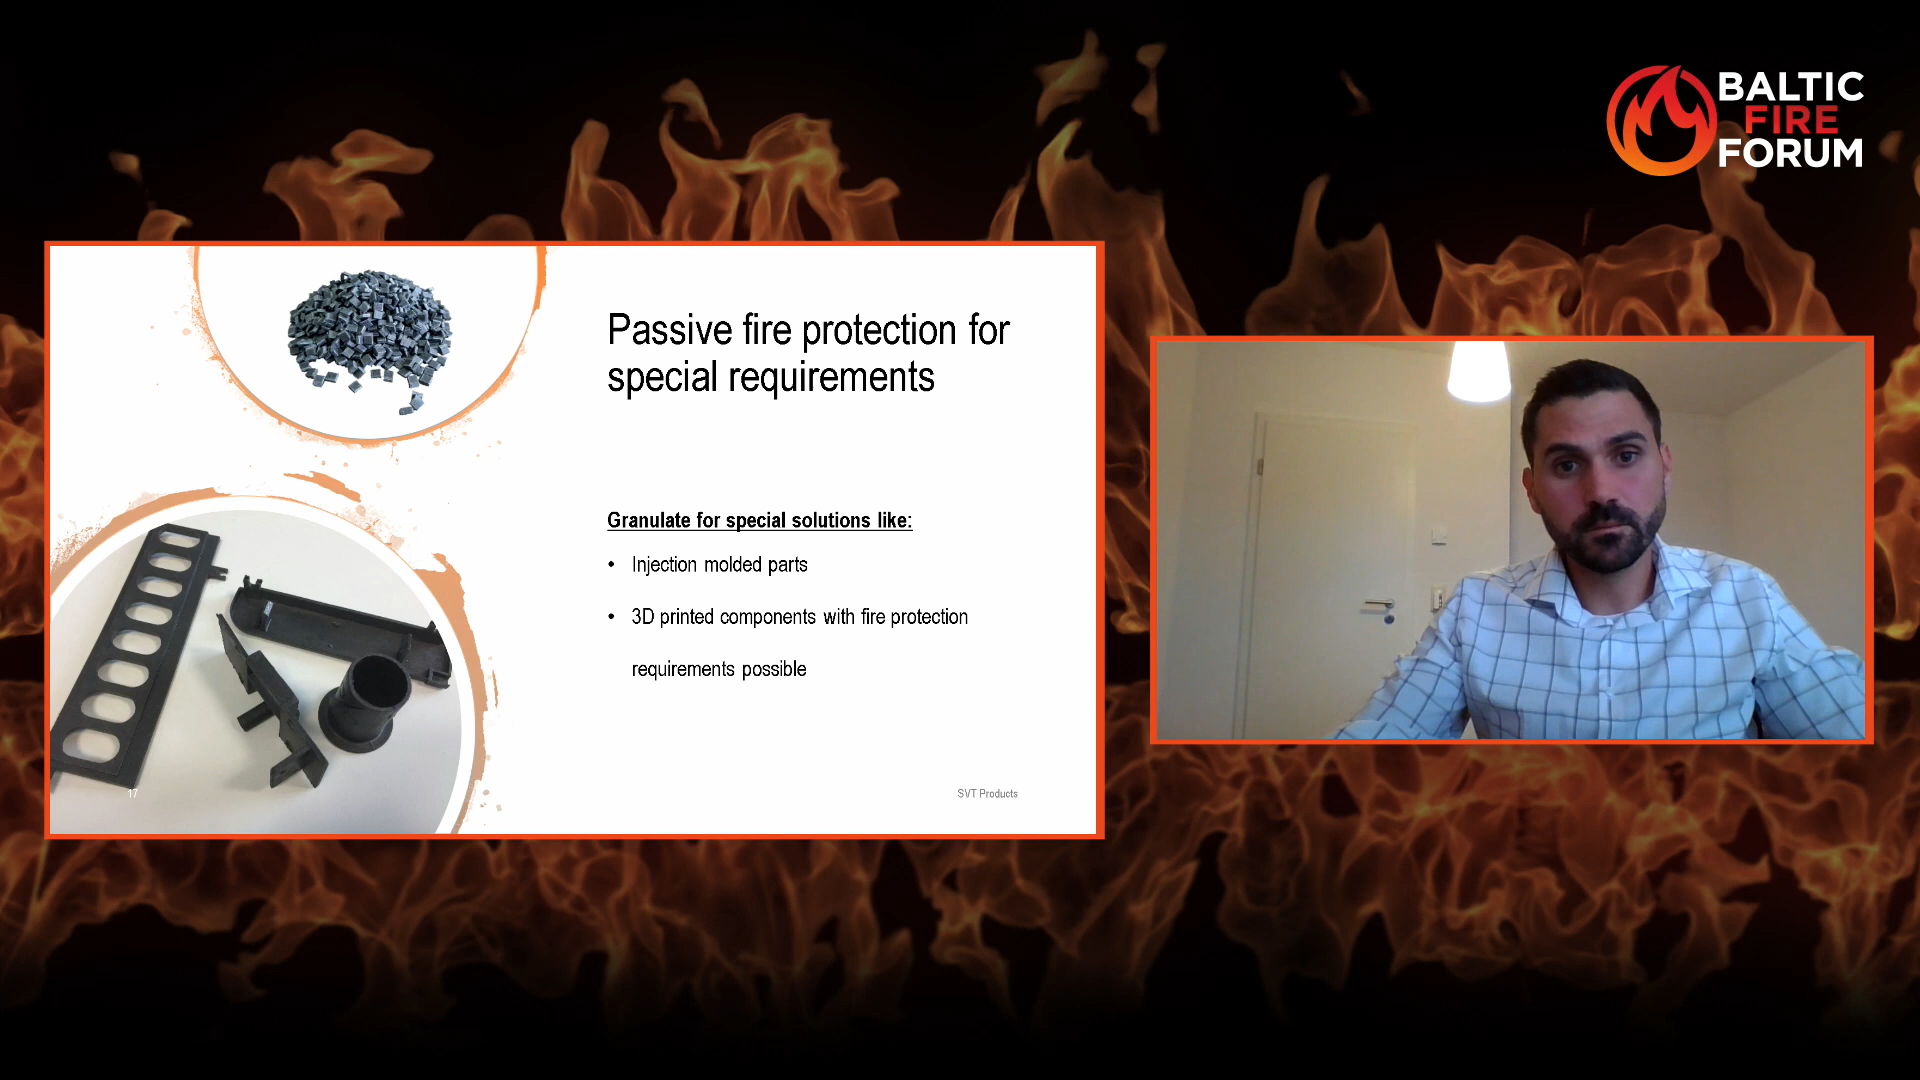 BALTIC
FIRE
FORUM
Passive fire protection for
special requirements
Granulate for special solutions like:
• Injection molded parts
• 3D printed components with fire protection
requirements possible
17
SVT Products